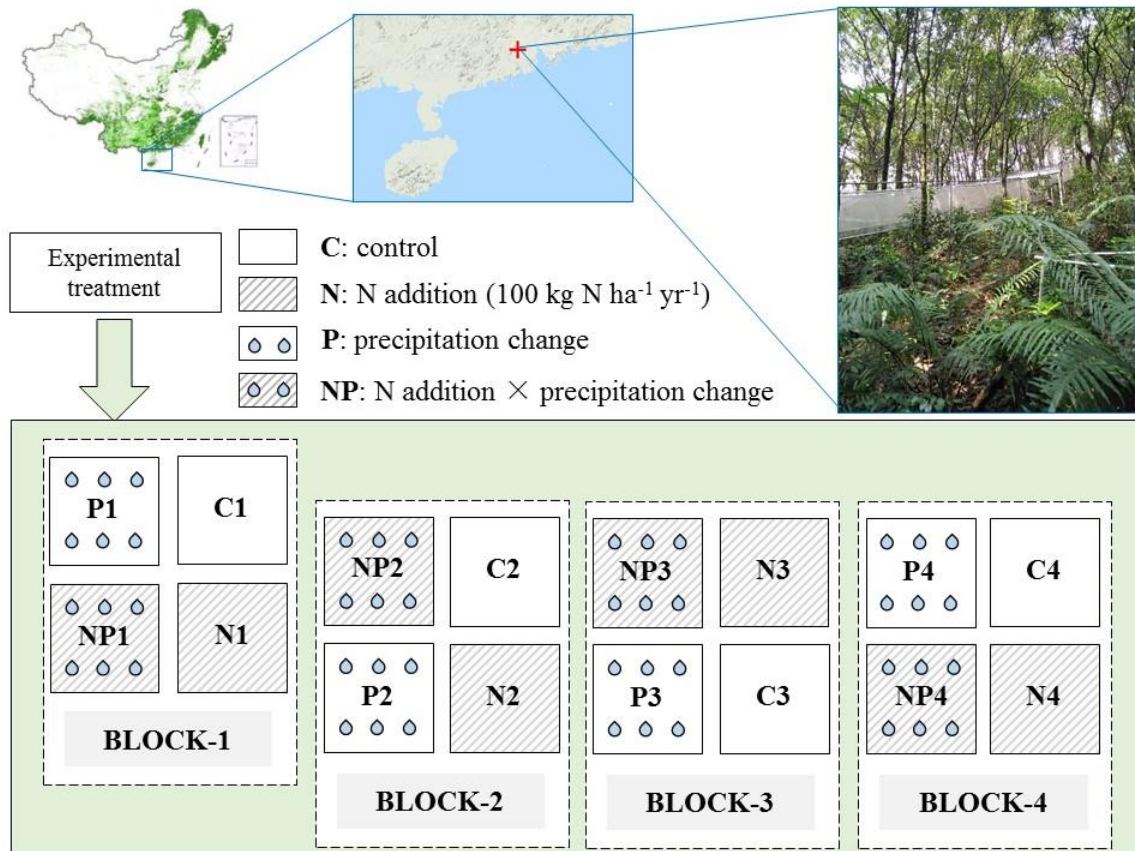 Experimental
treatment
C: control
N: N addition (100 kg N ha⁻¹ yr⁻¹)
P: precipitation change
NP: N addition × precipitation change
P1
C1
NP1
N1
BLOCK-1
NP2
C2
P2
N2
BLOCK-2
NP3
N3
P3
C3
BLOCK-3
P4
C4
NP4
N4
BLOCK-4